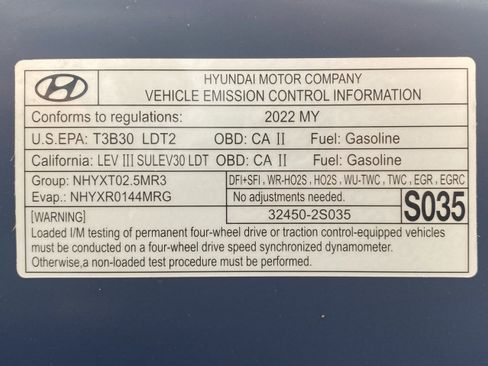 HYUNDAI MOTOR COMPANY
VEHICLE EMISSION CONTROL INFORMATION
Conforms to regulations: 2022 MY
U.S.EPA: T3B30 LDT2 OBD: CA II Fuel: Gasoline
California: LEV III SULEV30 LDT OBD: CA II Fuel: Gasoline
Group: NHYXT02.5MR3 DFI+SFI, WR-HO2S, HO2S, WU-TWC, TWC, EGR, EGRC
Evap.: NHYXR0144MRG No adjustments needed.
[WARNING] 32450-2S035 S035
Loaded I/M testing of permanent four-wheel drive or traction control-equipped vehicles
must be conducted on a four-wheel drive speed synchronized dynamometer.
Otherwise, a non-loaded test procedure must be applied.